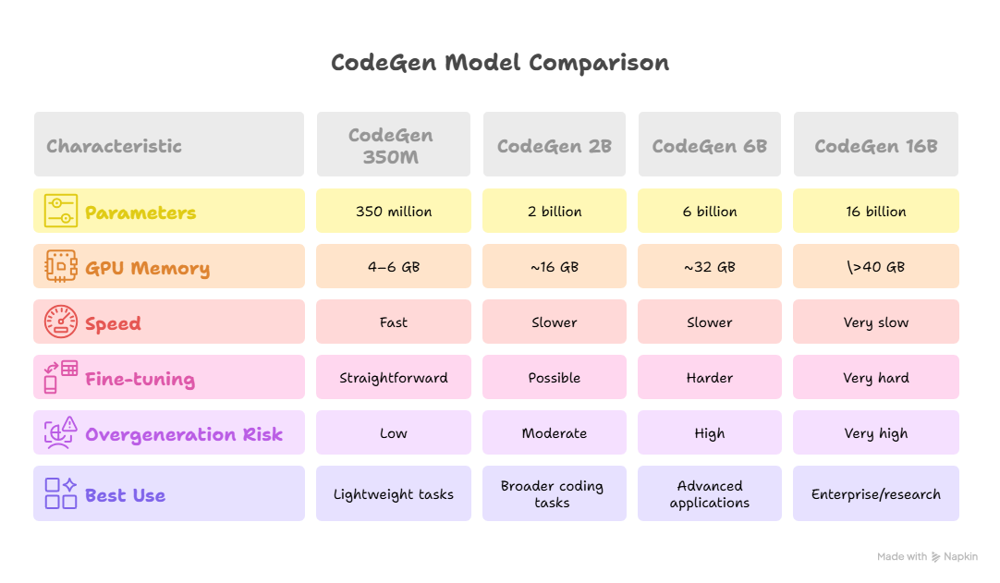 CodeGen Model Comparison
Characteristic
CodeGen
350M
CodeGen 2B
CodeGen 6B
CodeGen 16B
Parameters
350 million
2 billion
6 billion
16 billion
GPU Memory
4–6 GB
~16 GB
~32 GB
\>40 GB
Speed
Fast
Slower
Slower
Very slow
Fine-tuning
Straightforward
Possible
Harder
Very hard
Overgeneration Risk
Low
Moderate
High
Very high
Best Use
Lightweight tasks
Broader coding
tasks
Advanced
applications
Enterprise/research
Made with Napkin